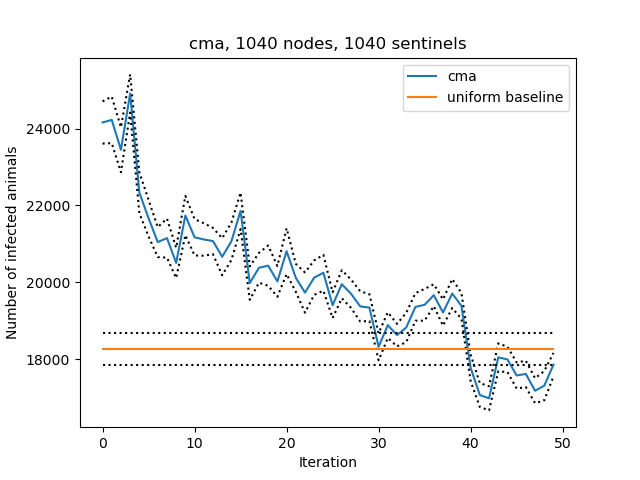 cma, 1040 nodes, 1040 sentinels
cma
uniform baseline
Number of infected animals
24000
22000
20000
18000
0 10 20 30 40 50
Iteration